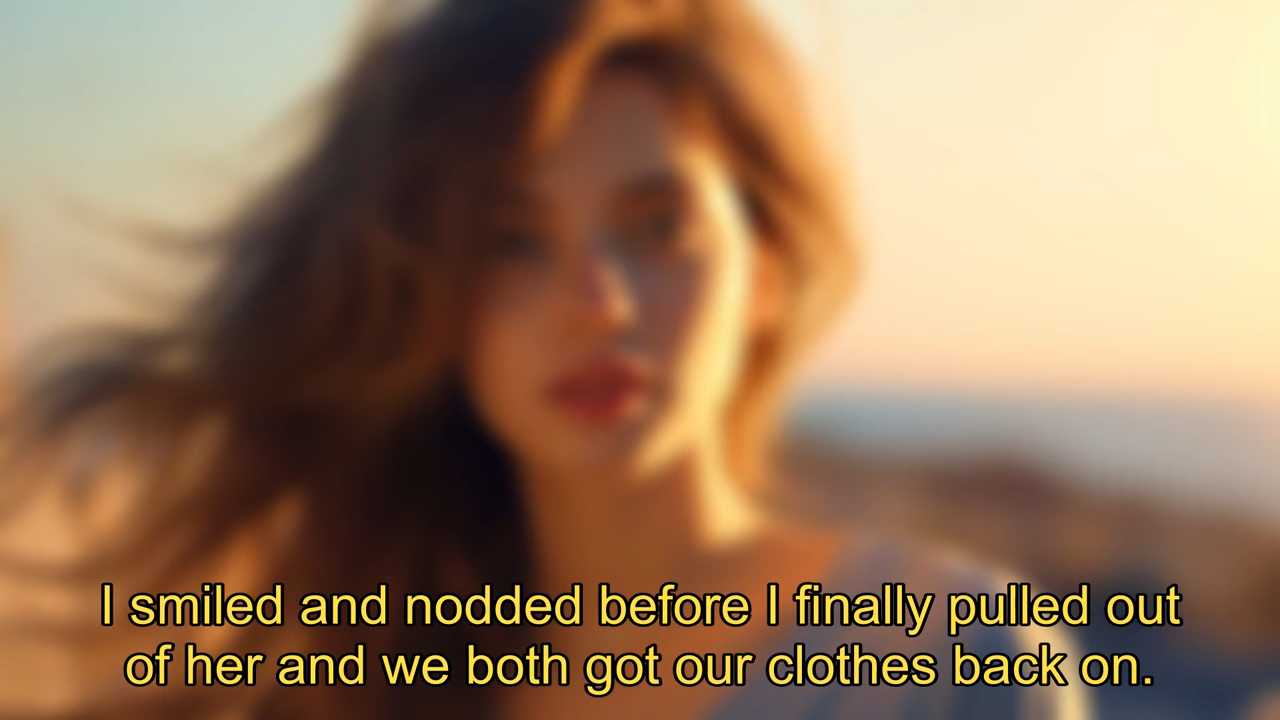 I smiled and nodded before I finally pulled out
of her and we both got our clothes back on.